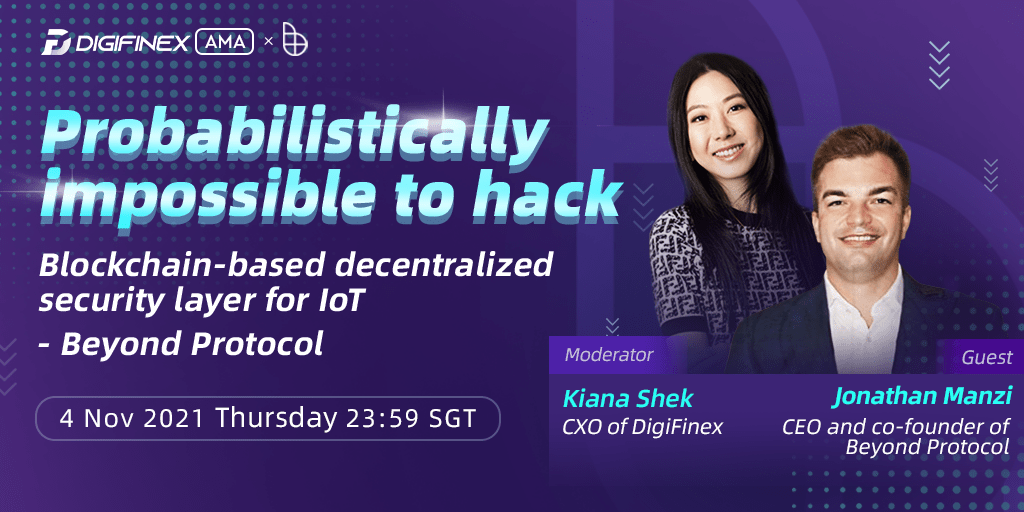 DIGIFINEX AMA ×
Probabilistically
impossible to hack
Blockchain-based decentralized
security layer for IoT
- Beyond Protocol
4 Nov 2021 Thursday 23:59 SGT
Moderator
Kiana Shek
CXO of DigiFinex
Guest
Jonathan Manzi
CEO and co-founder of
Beyond Protocol